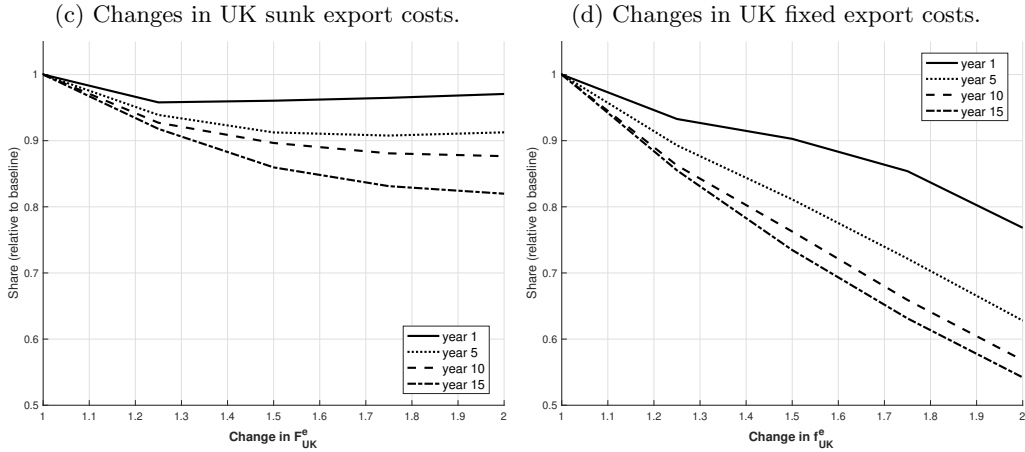 (c) Changes in UK sunk export costs.
Share (relative to baseline)
1
0.9
0.8
0.7
0.6
0.5
1 1.1 1.2 1.3 1.4 1.5 1.6 1.7 1.8 1.9 2
Change in F^e_UK
year 1
year 5
year 10
year 15
(d) Changes in UK fixed export costs.
Share (relative to baseline)
1
0.9
0.8
0.7
0.6
0.5
1 1.1 1.2 1.3 1.4 1.5 1.6 1.7 1.8 1.9 2
Change in f^e_UK
year 1
year 5
year 10
year 15